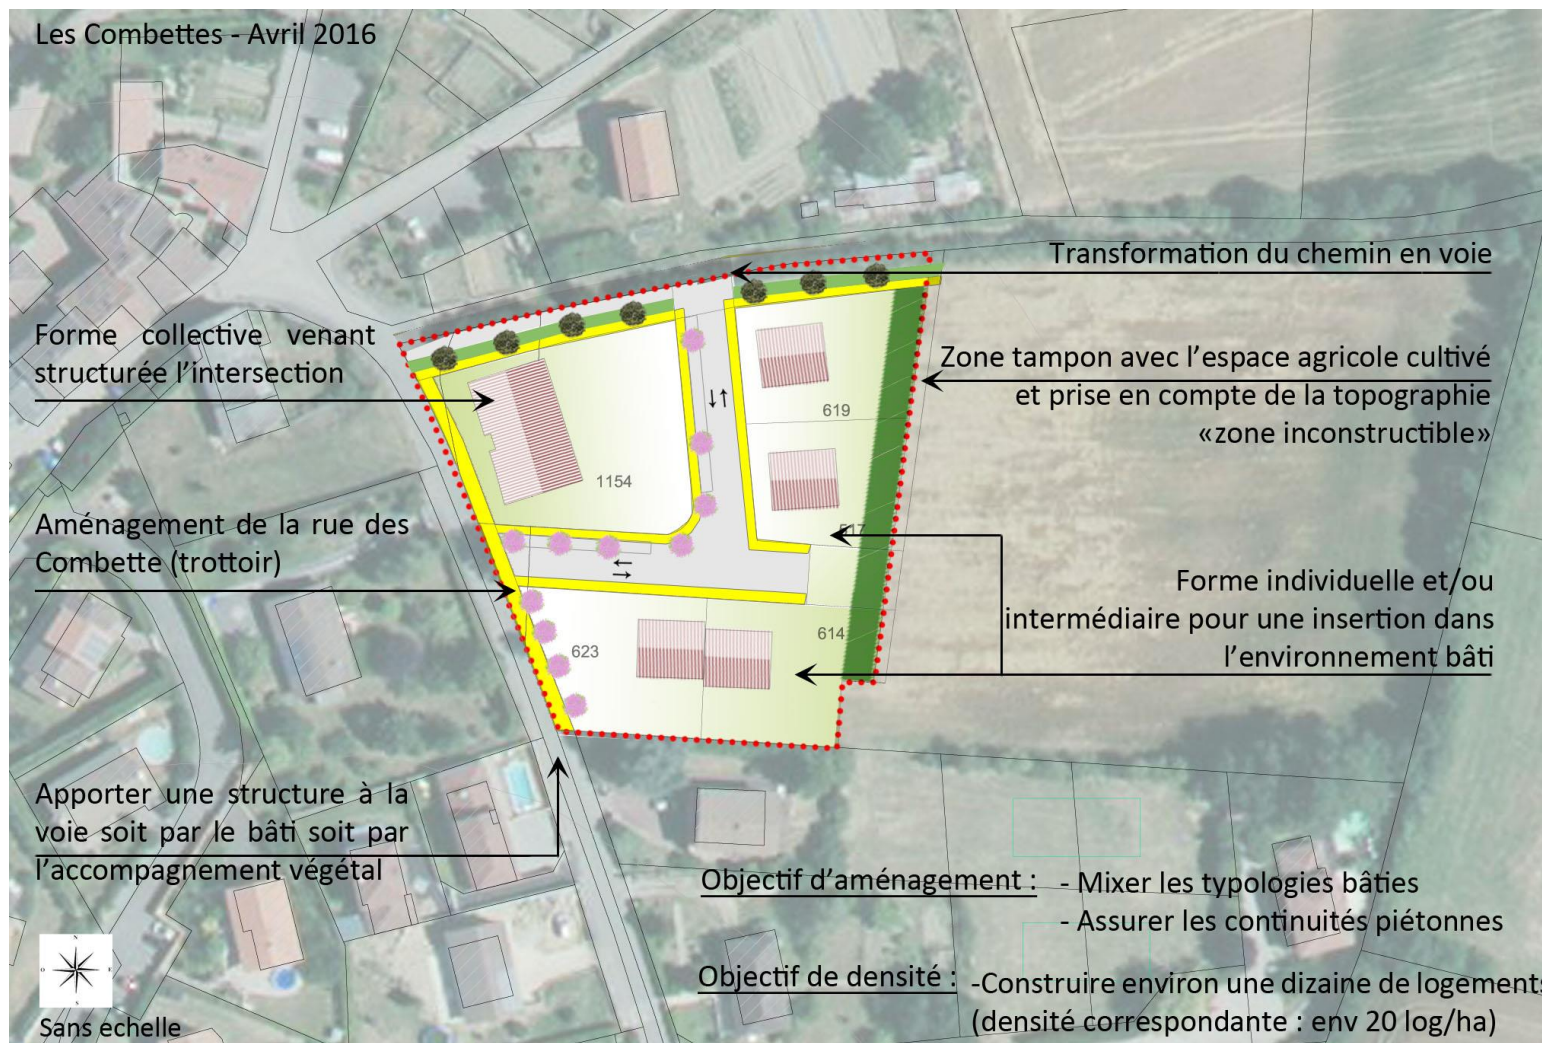 Les Combettes - Avril 2016
Transformation du chemin en voie
Forme collective venant
structurée l'intersection
Zone tampon avec l'espace agricole cultivé
et prise en compte de la topographie
«zone inconstructible»
619
1154
517
Aménagement de la rue des
Combette (trottoir)
Forme individuelle et/ou
intermédiaire pour une insertion dans
l'environnement bâti
614
623
Apporter une structure à la
voie soit par le bâti soit par
l'accompagnement végétal
Objectif d'aménagement : - Mixer les typologies bâties
- Assurer les continuités piétonnes
Objectif de densité : -Construire environ une dizaine de logements
(densité correspondante : env 20 log/ha)
N
O E
S
Sans echelle